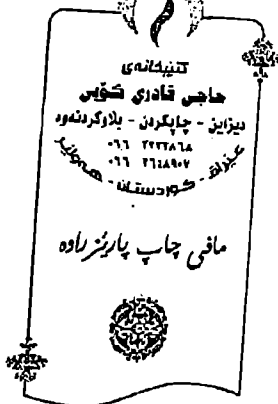 کتێبخانەی
حاجی قادری کۆیی
دیزاین - چاپکردن - بڵاوکردنەوە
٠٦٦ ٢٢٢٣٨٦٨
٠٦٦ ٢٦٤٨٩٠٧
عێراق - کوردستان - هەولێر
مافی چاپ پارێزراوە